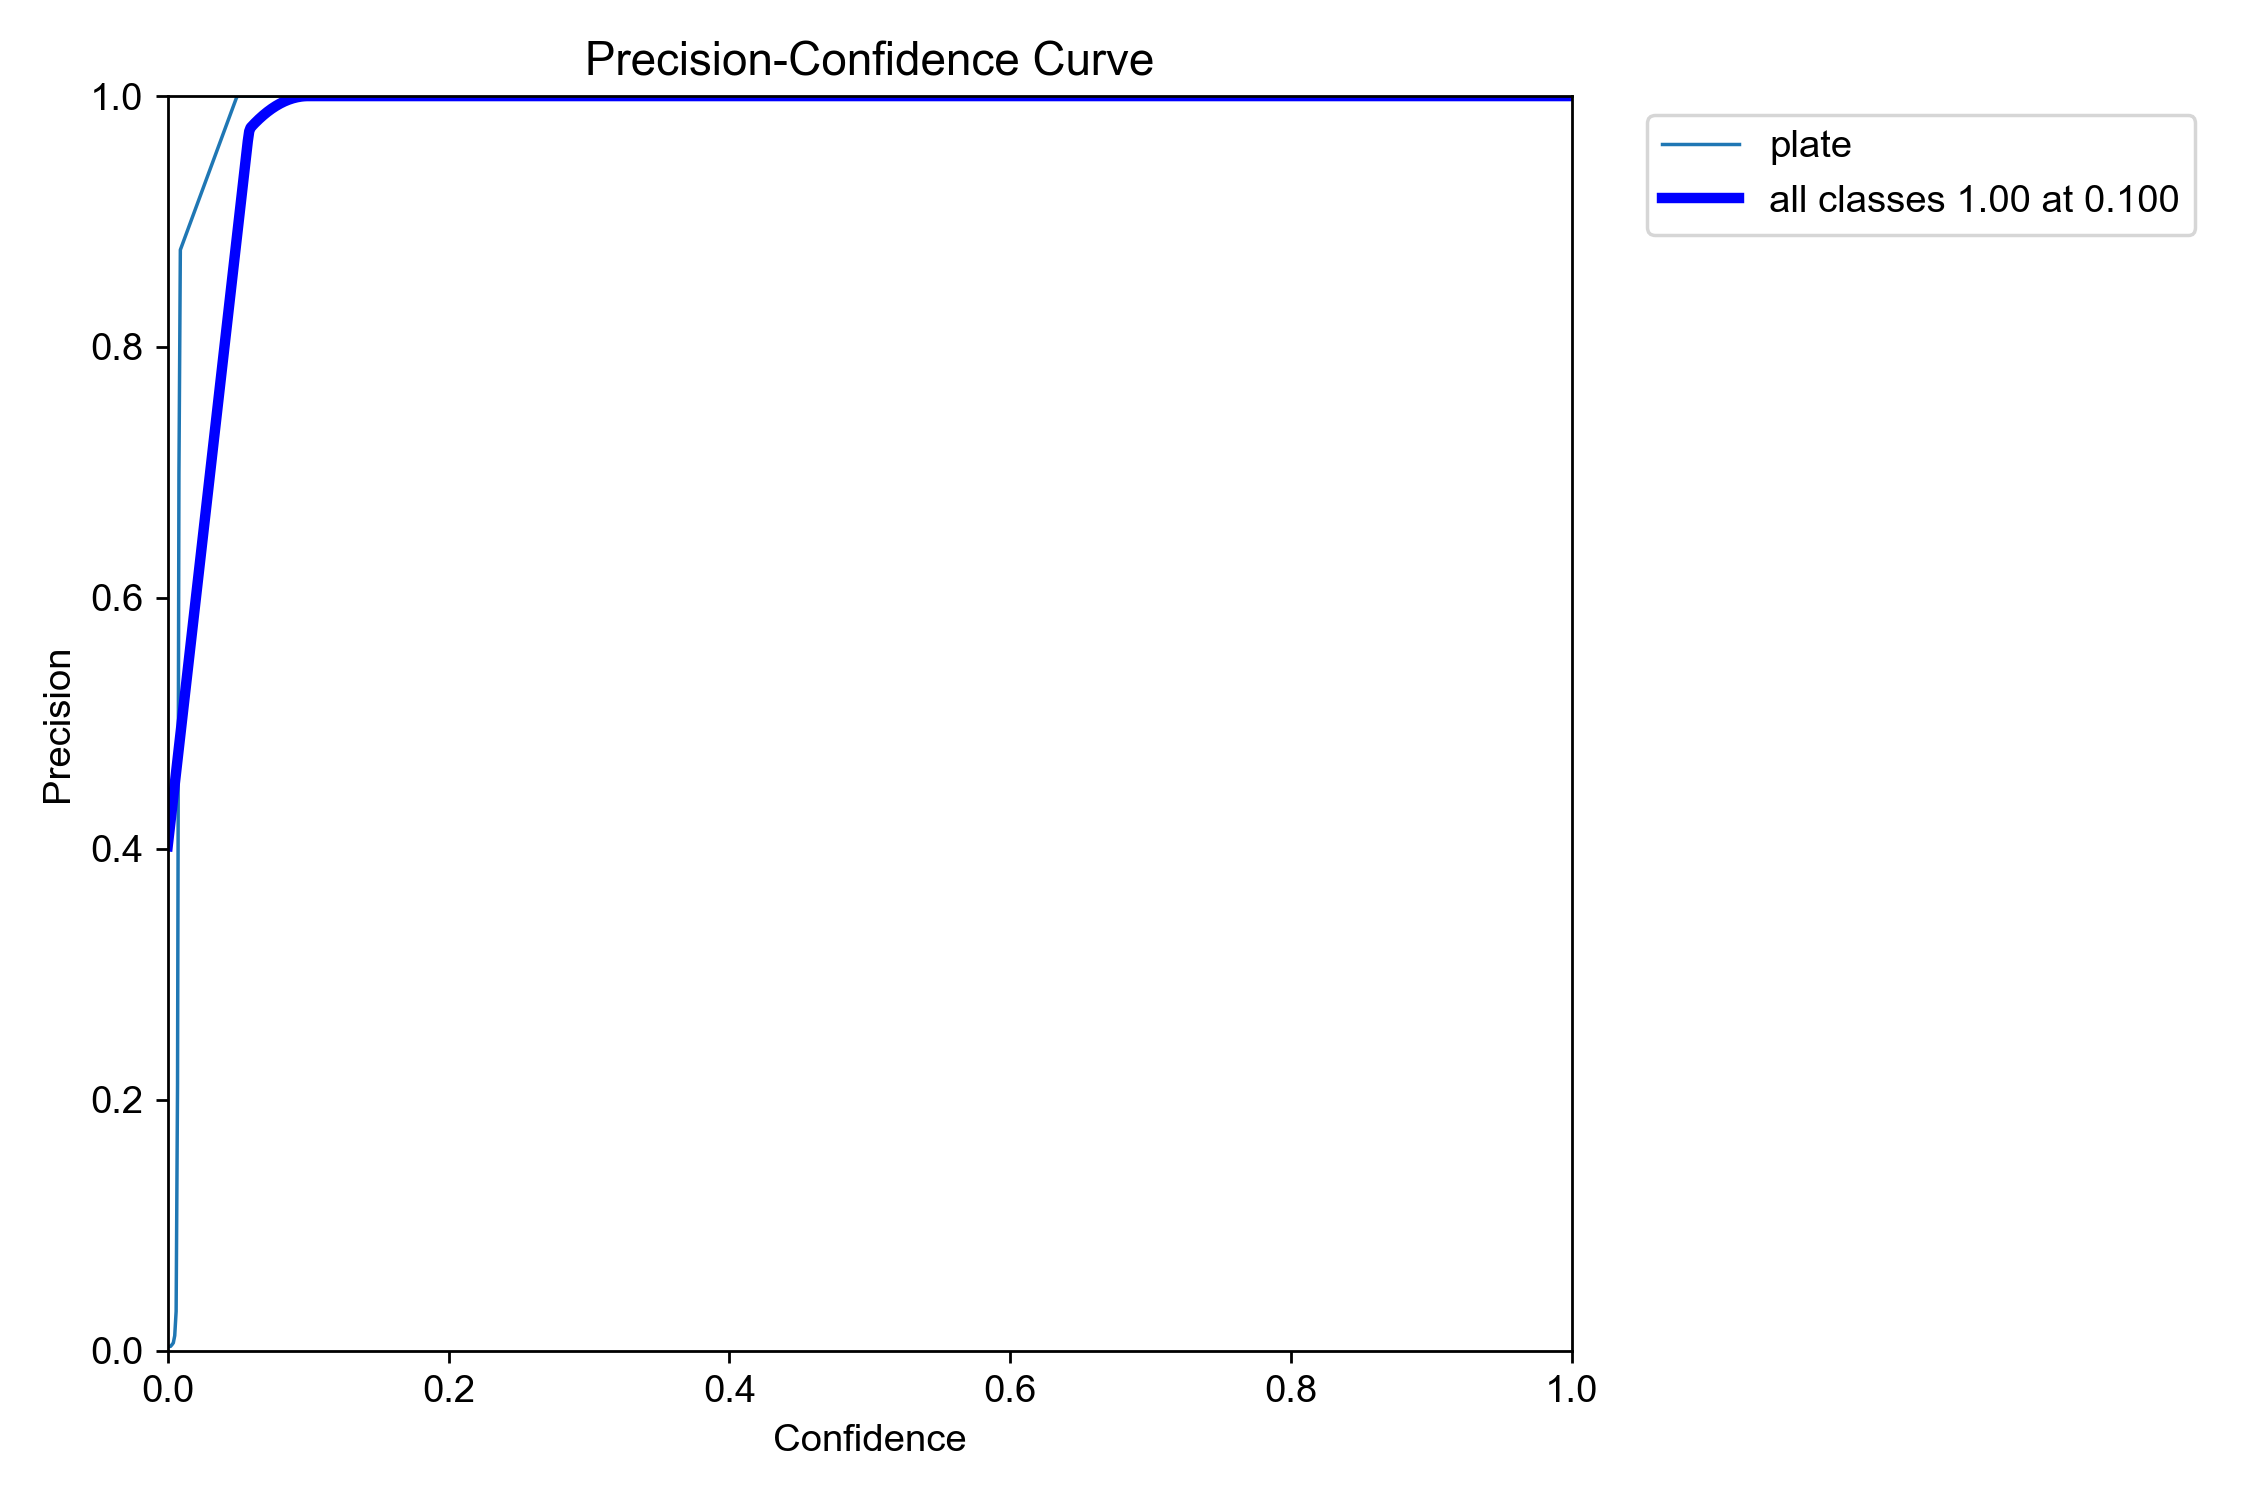 Precision-Confidence Curve
1.0
0.8
0.6
0.4
0.2
0.0
Precision
0.0 0.2 0.4 0.6 0.8 1.0
Confidence
plate
all classes 1.00 at 0.100